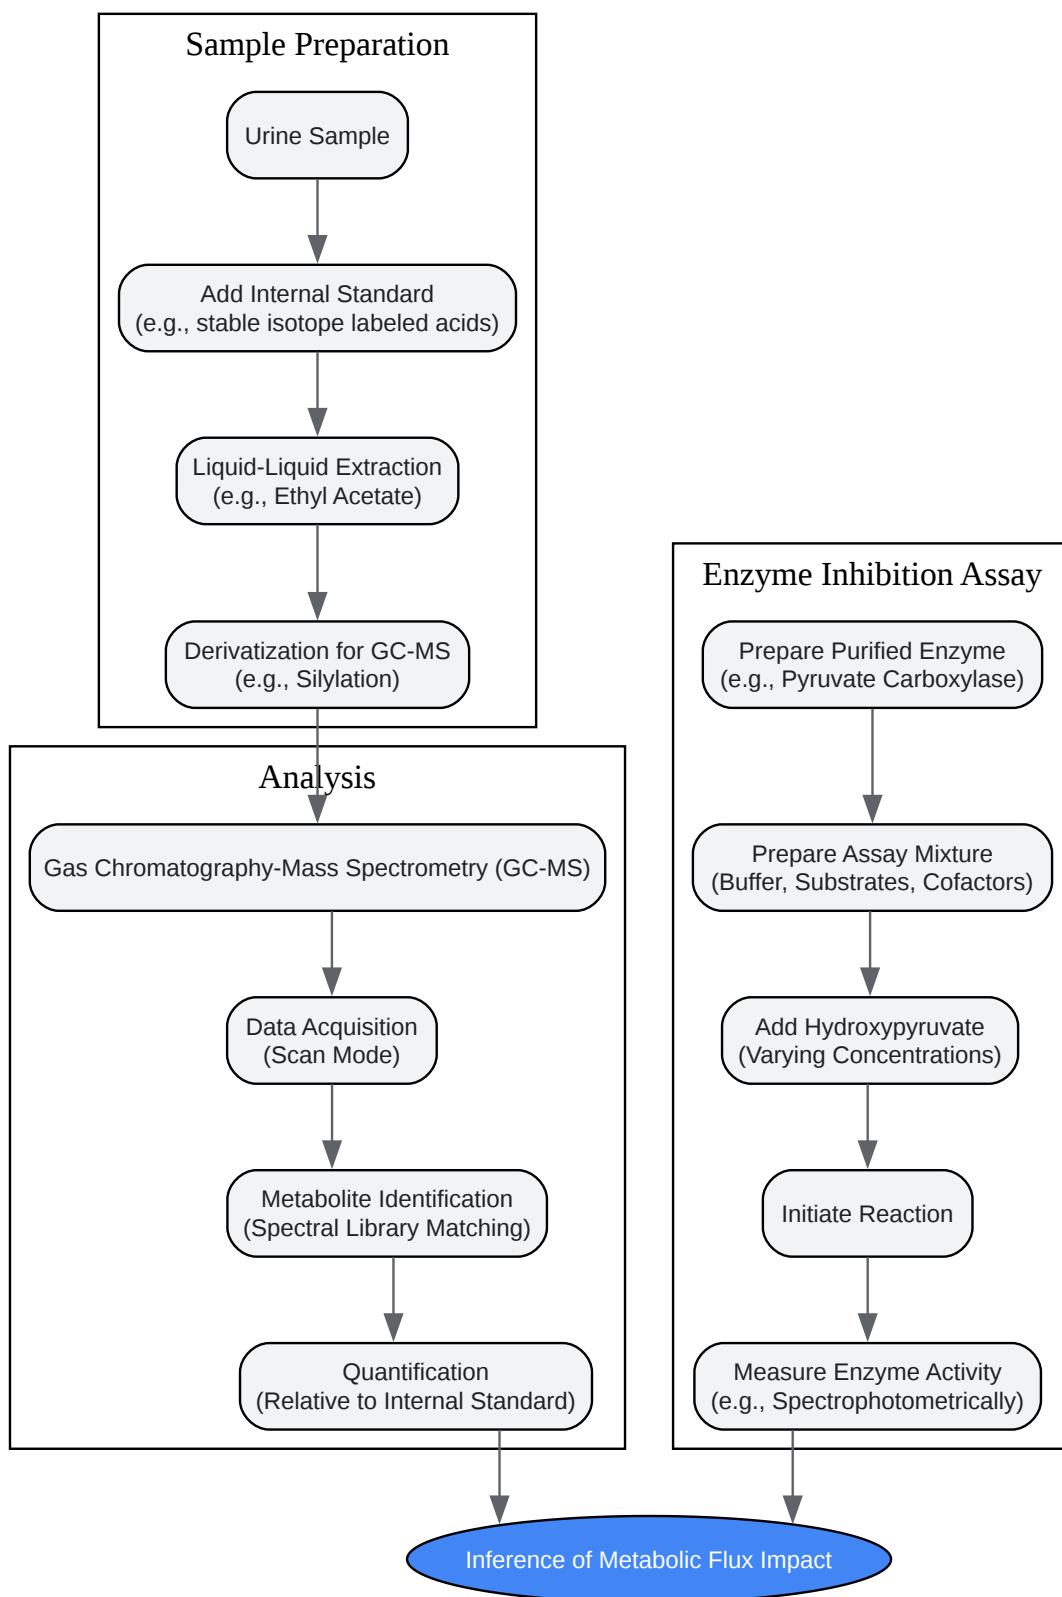 Sample Preparation
Urine Sample
Add Internal Standard
(e.g., stable isotope labeled acids)
Liquid-Liquid Extraction
(e.g., Ethyl Acetate)
Derivatization for GC-MS
(e.g., Silylation)
Analysis
Gas Chromatography-Mass Spectrometry (GC-MS)
Data Acquisition
(Scan Mode)
Metabolite Identification
(Spectral Library Matching)
Quantification
(Relative to Internal Standard)
Enzyme Inhibition Assay
Prepare Purified Enzyme
(e.g., Pyruvate Carboxylase)
Prepare Assay Mixture
(Buffer, Substrates, Cofactors)
Add Hydroxypyruvate
(Varying Concentrations)
Initiate Reaction
Measure Enzyme Activity
(e.g., Spectrophotometrically)
Inference of Metabolic Flux Impact